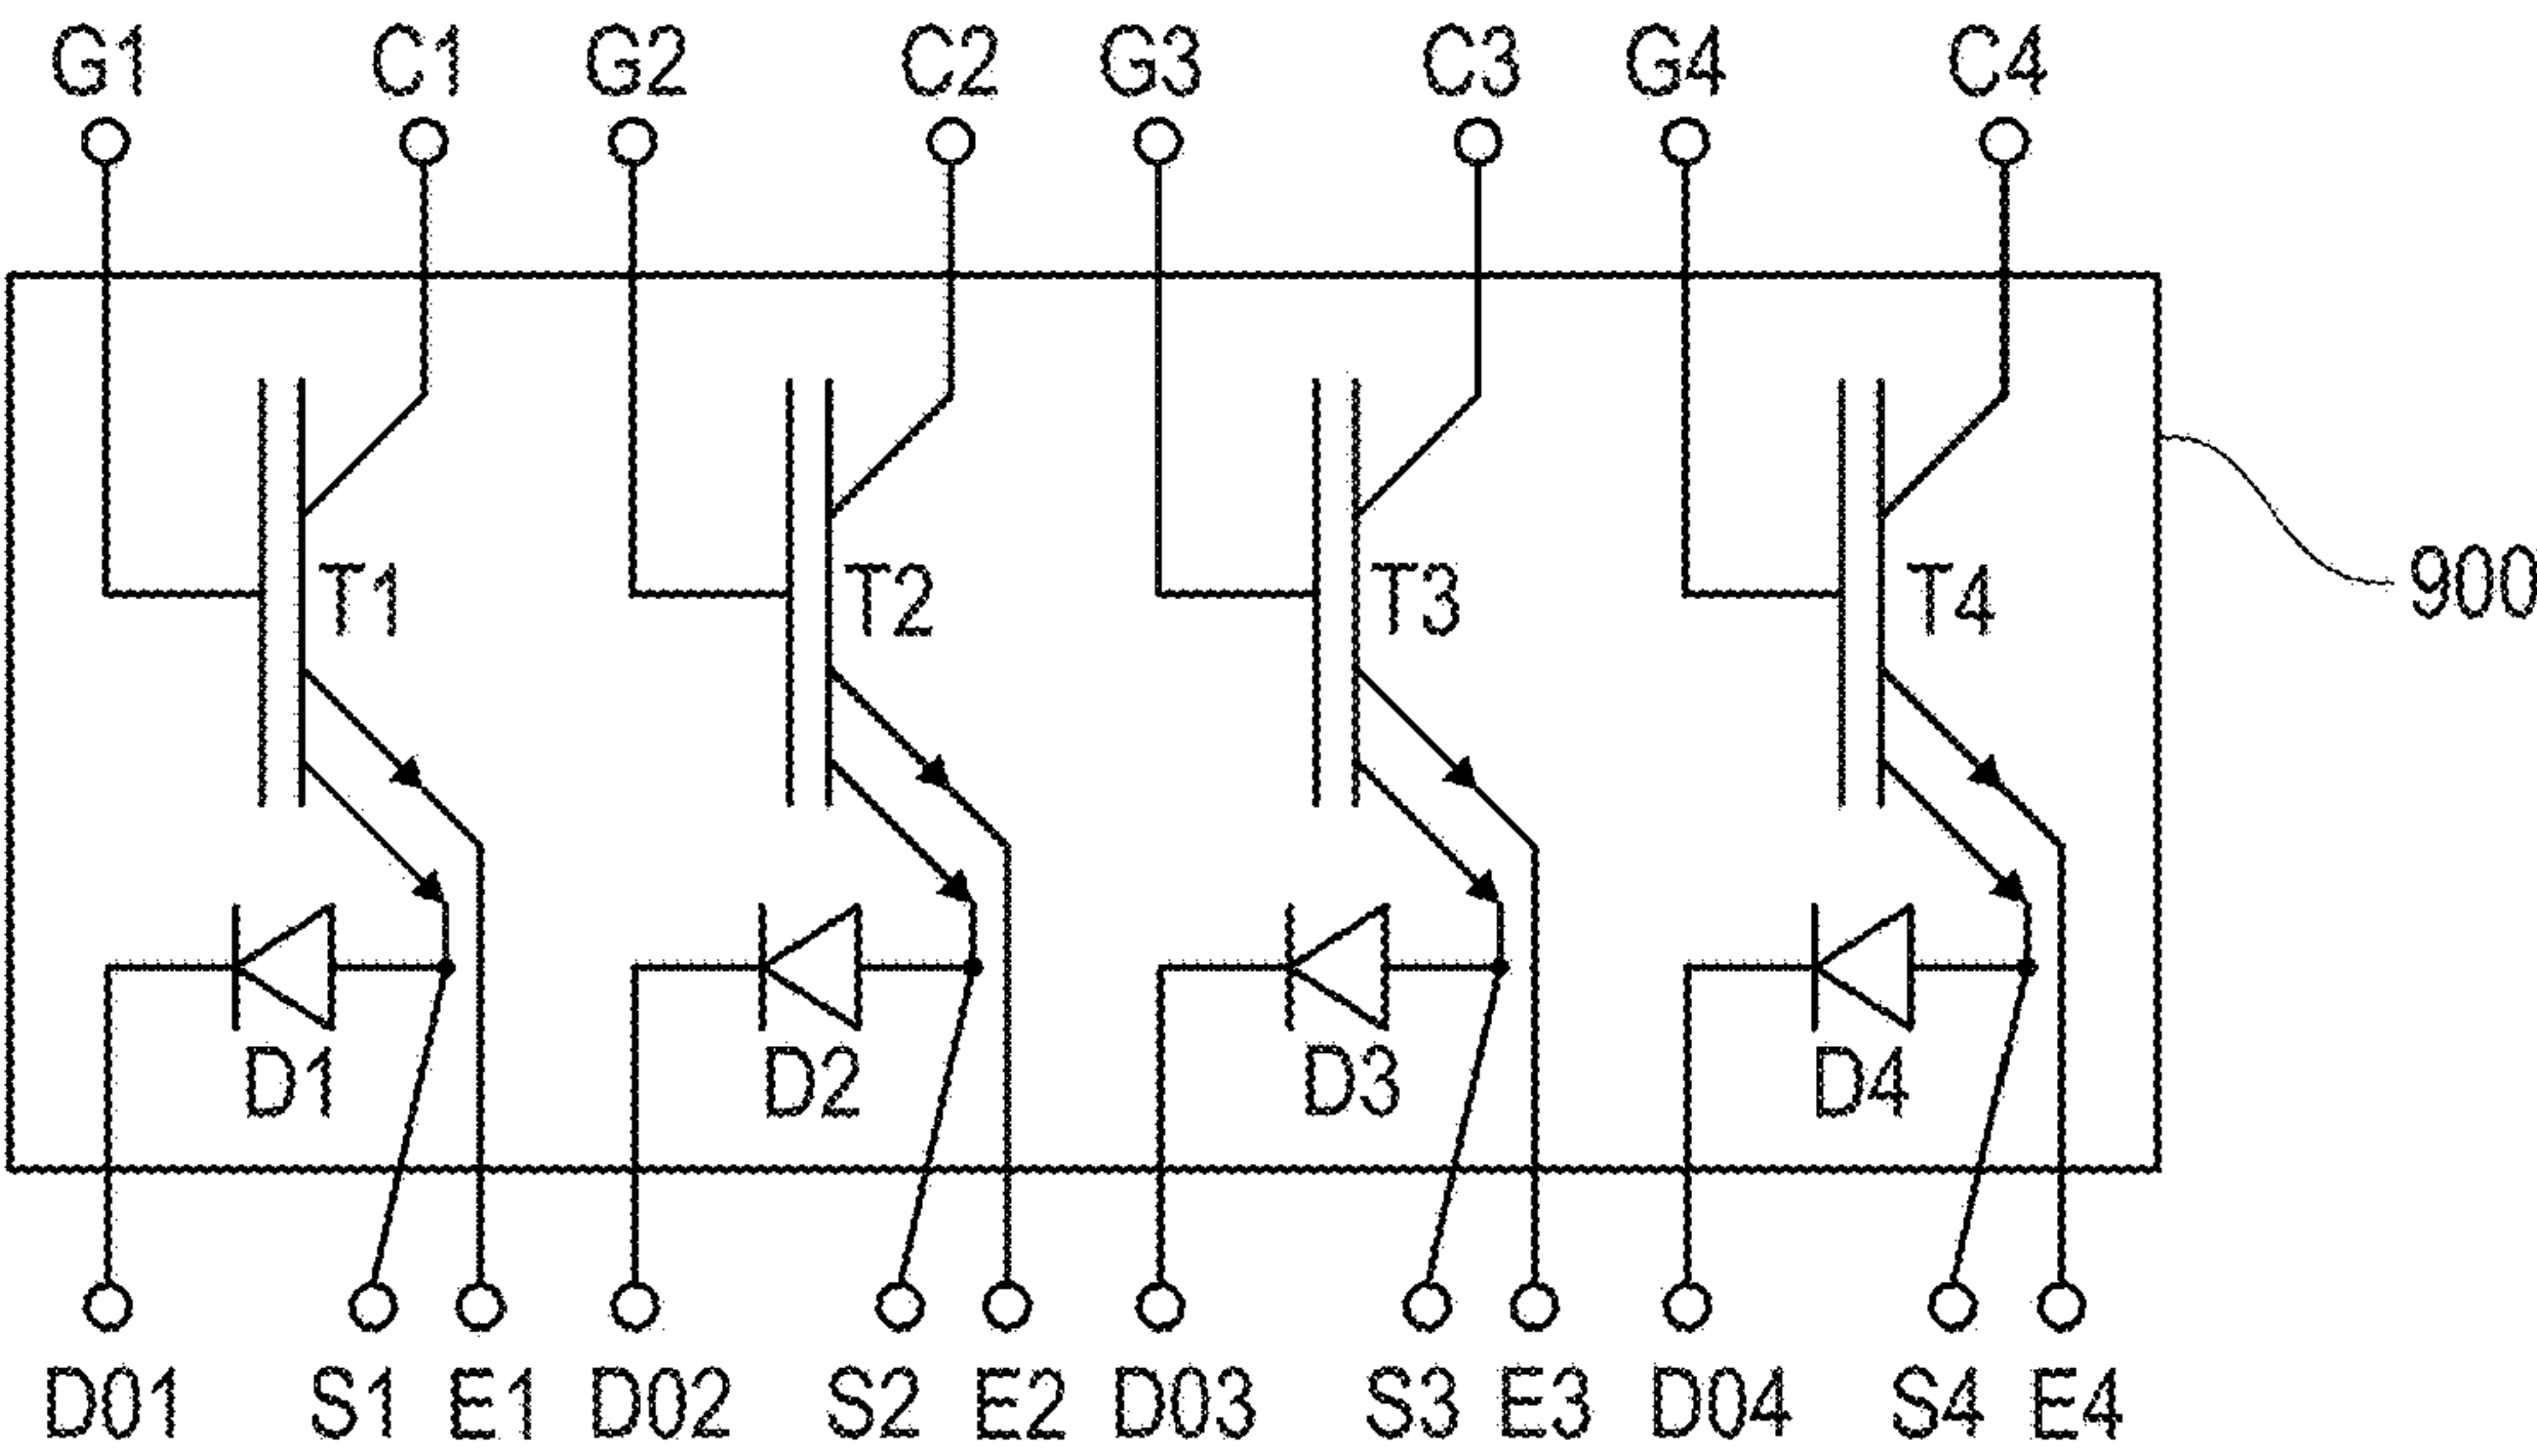 G1 C1 G2 C2 G3 C3 G4 C4
T1 T2 T3 T4 900
D1 D2 D3 D4
D01 S1 E1 D02 S2 E2 D03 S3 E3 D04 S4 E4